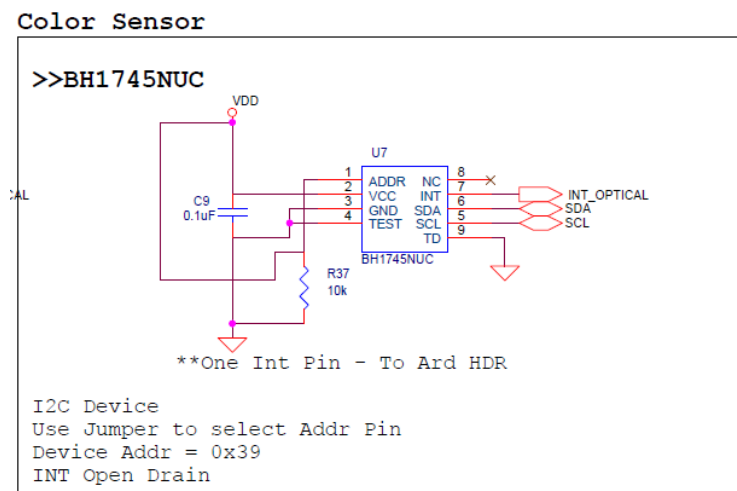 Color Sensor
>>BH1745NUC
VDD
U7
CAL
1 ADDR NC 8
2 VCC INT 7 INT_OPTICAL
3 GND SDA 6 SDA
4 TEST SCL 5 SCL
TD 9
C9
0.1uF
BH1745NUC
R37
10k
**One Int Pin - To Ard HDR
I2C Device
Use Jumper to select Addr Pin
Device Addr = 0x39
INT Open Drain